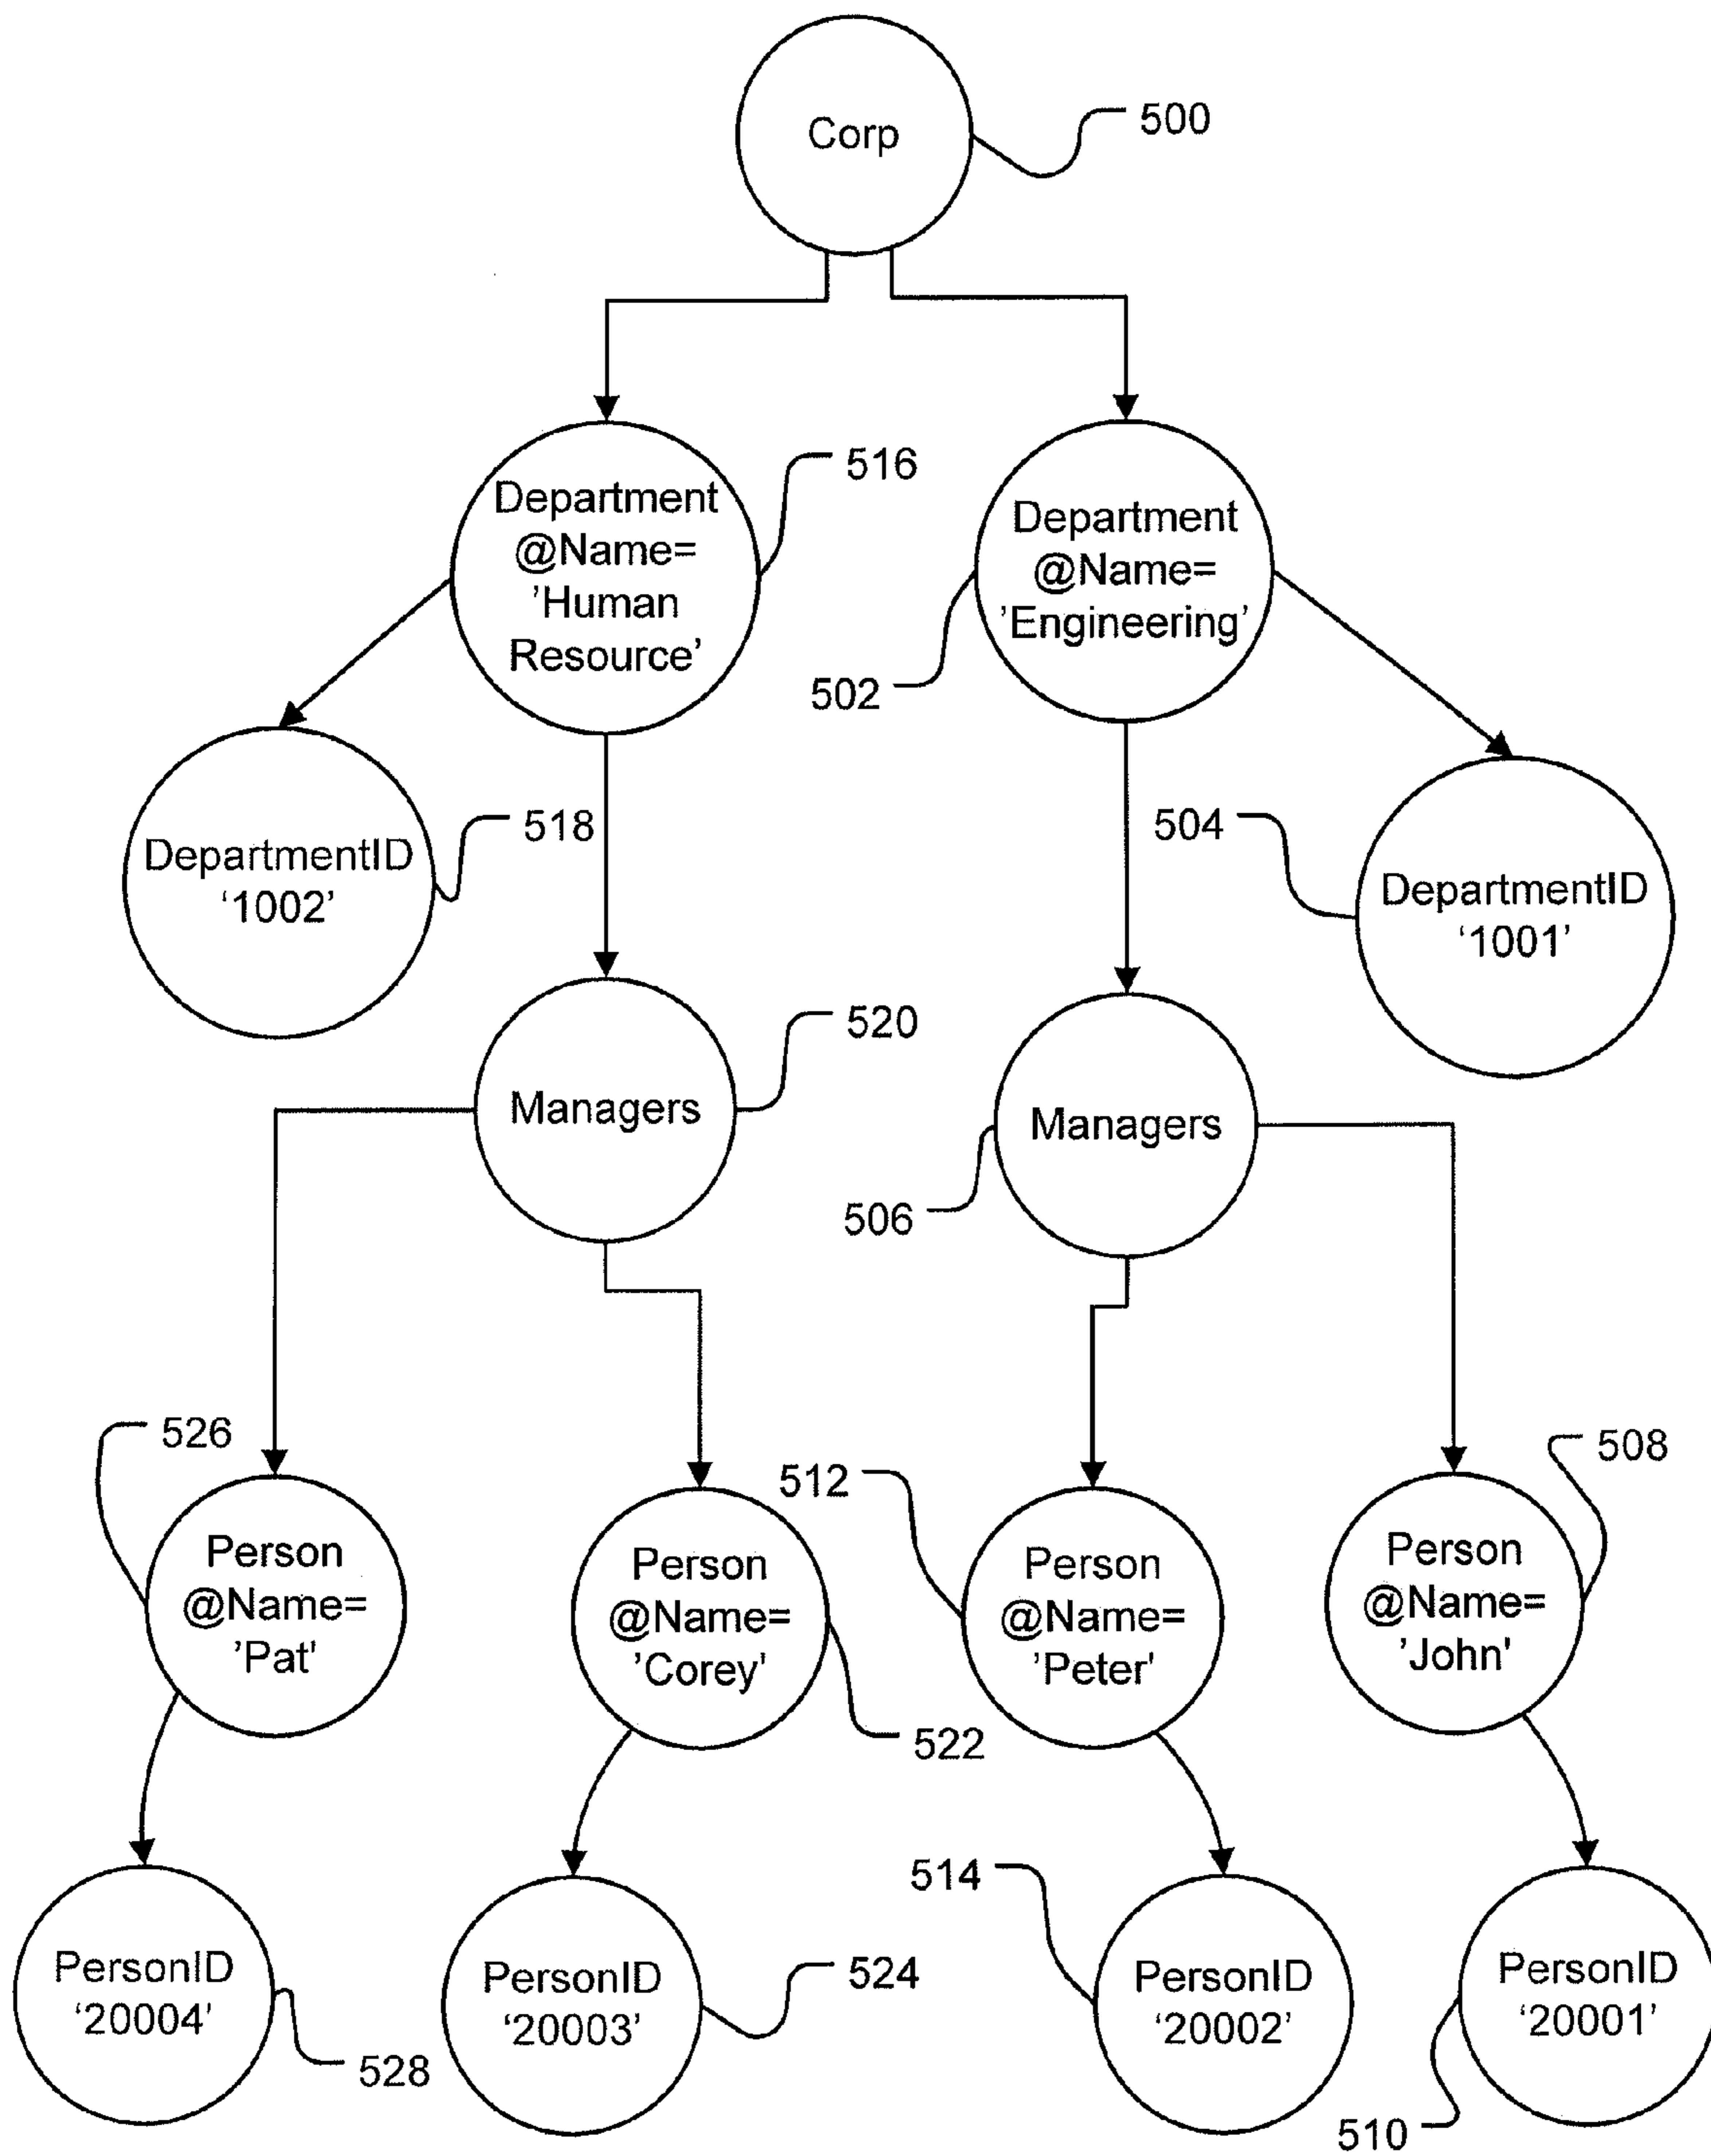 Corp
500
Department
@Name=
’Human
Resource’
516
Department
@Name=
’Engineering’
502
DepartmentID
‘1002’
518
504
DepartmentID
‘1001’
Managers
520
Managers
506
526
Person
@Name=
’Pat'
Person
@Name=
’Corey’
522
512
Person
@Name=
’Peter'
508
Person
@Name=
’John'
PersonID
‘20004’
528
PersonID
‘20003’
524
514
PersonID
‘20002’
PersonID
‘20001’
510